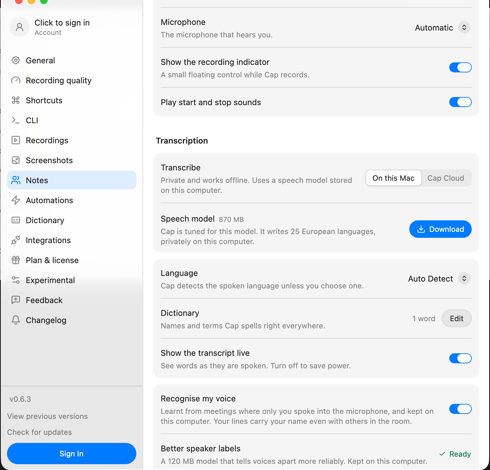 Click to sign in
Account
General
Recording quality
Shortcuts
CLI
Recordings
Screenshots
Notes
Automations
Dictionary
Integrations
Plan & license
Experimental
Feedback
Changelog
v0.6.3
View previous versions
Check for updates
Sign In
Microphone
The microphone that hears you.
Automatic
Show the recording indicator
A small floating control while Cap records.
Play start and stop sounds
Transcription
Transcribe
Private and works offline. Uses a speech model stored
on this computer.
On this Mac
Cap Cloud
Speech model 870 MB
Cap is tuned for this model. It writes 25 European languages,
privately on this computer.
Download
Language
Cap detects the spoken language unless you choose one.
Auto Detect
Dictionary
Names and terms Cap spells right everywhere.
1 word
Edit
Show the transcript live
See words as they are spoken. Turn off to save power.
Recognise my voice
Learnt from meetings where only you spoke into the microphone, and kept on
this computer. Your lines carry your name even with others in the room.
Better speaker labels
A 120 MB model that tells voices apart more reliably. Kept on this computer.
Ready